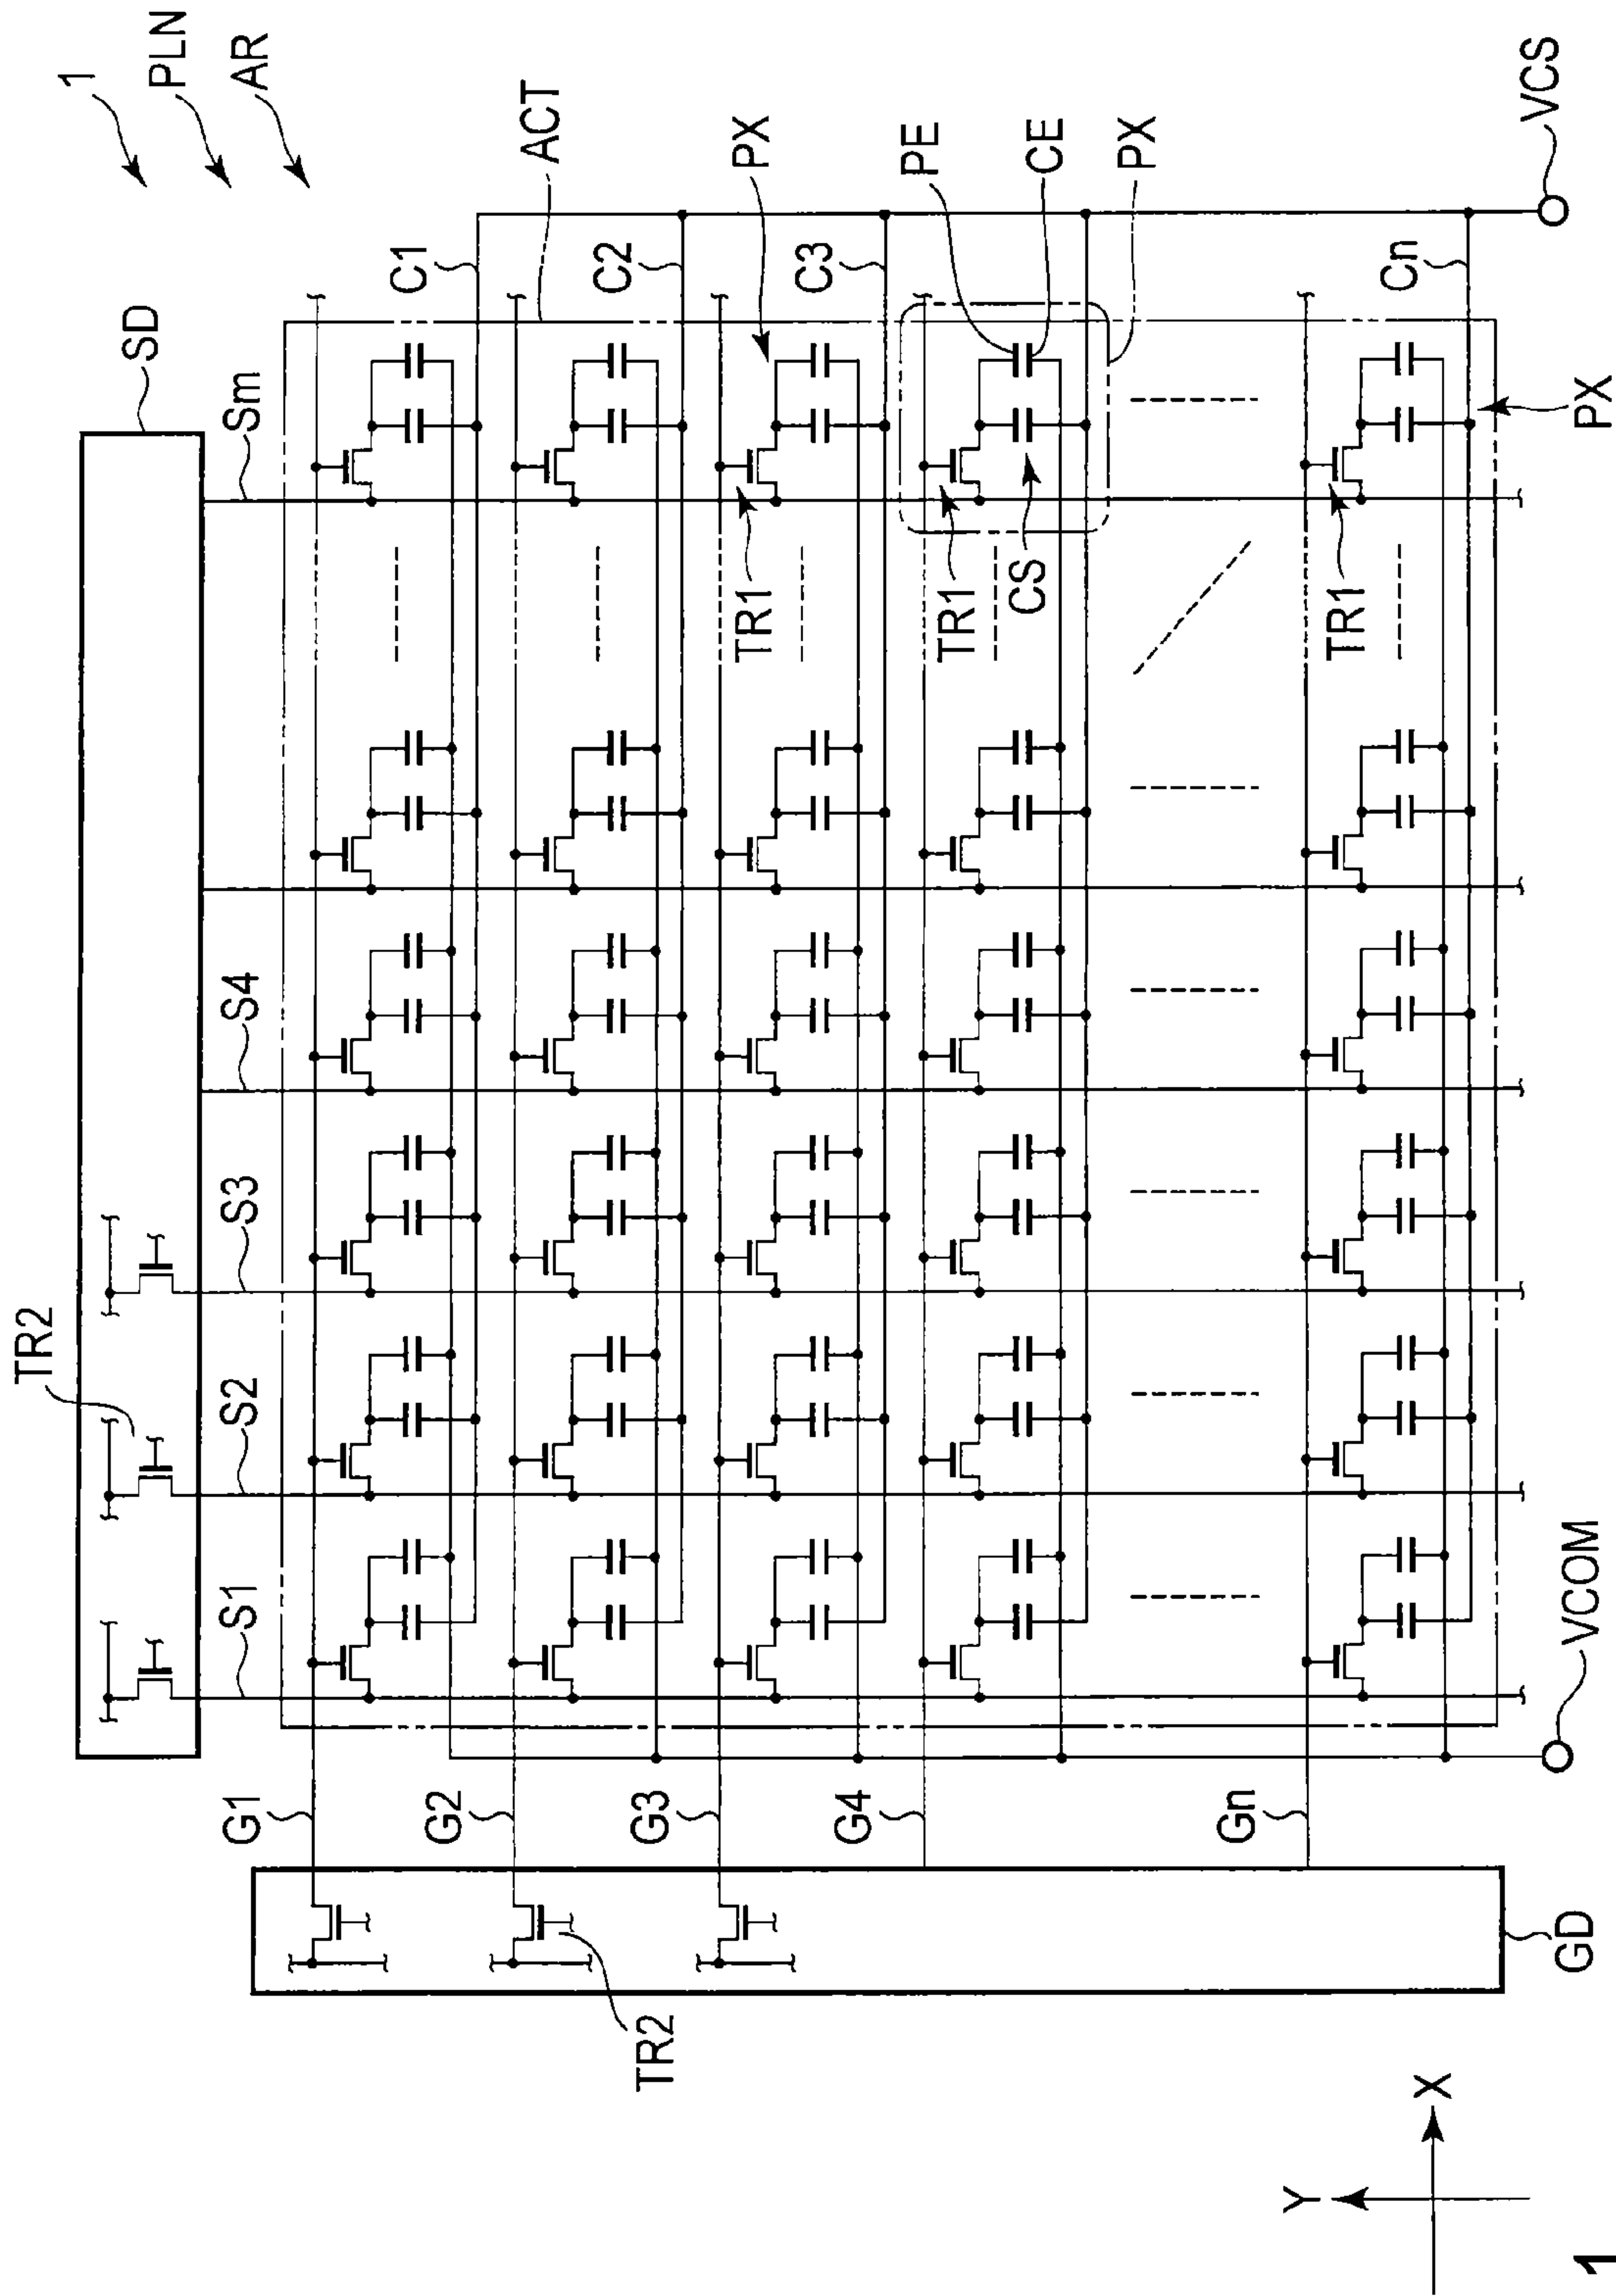 1
PLN
AR
SD
TR2
S1
S2
S3
S4
Sm
ACT
G1
G2
G3
G4
Gn
C1
C2
C3
Cn
PX
TR1
PE
CE
PX
TR1
CS
TR1
PX
TR2
GD
VCOM
VCS
Y
X
1